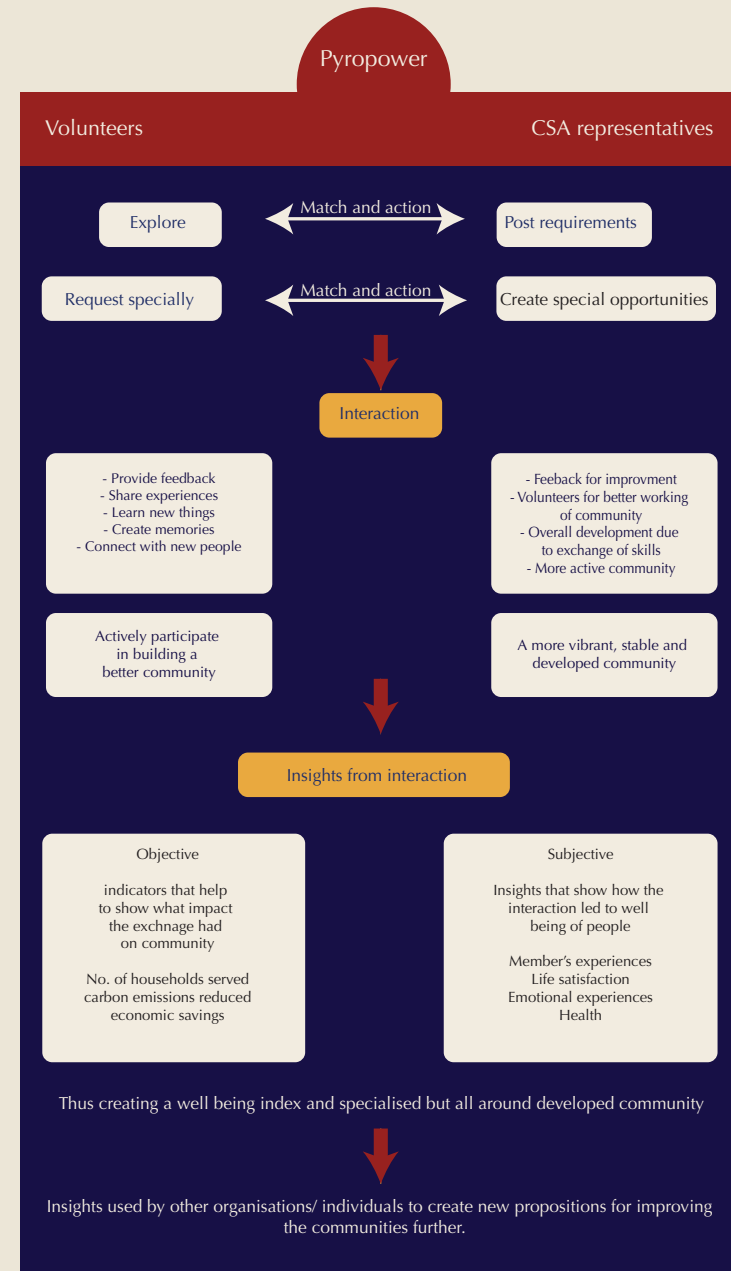 Pyropower
Volunteers
CSA representatives
Explore
Match and action
Post requirements
Request specially
Match and action
Create special opportunities
Interaction
- Provide feedback
- Share experiences
- Learn new things
- Create memories
- Connect with new people
- Feeback for improvment
- Volunteers for better working
of community
- Overall development due
to exchange of skills
- More active community
Actively participate
in building a
better community
A more vibrant, stable and
developed community
Insights from interaction
Objective
indicators that help
to show what impact
the exchnage had
on community
No. of households served
carbon emissions reduced
economic savings
Subjective
Insights that show how the
interaction led to well
being of people
Member's experiences
Life satisfaction
Emotional experiences
Health
Thus creating a well being index and specialised but all around developed community
Insights used by other organisations/ individuals to create new propositions for improving
the communities further.